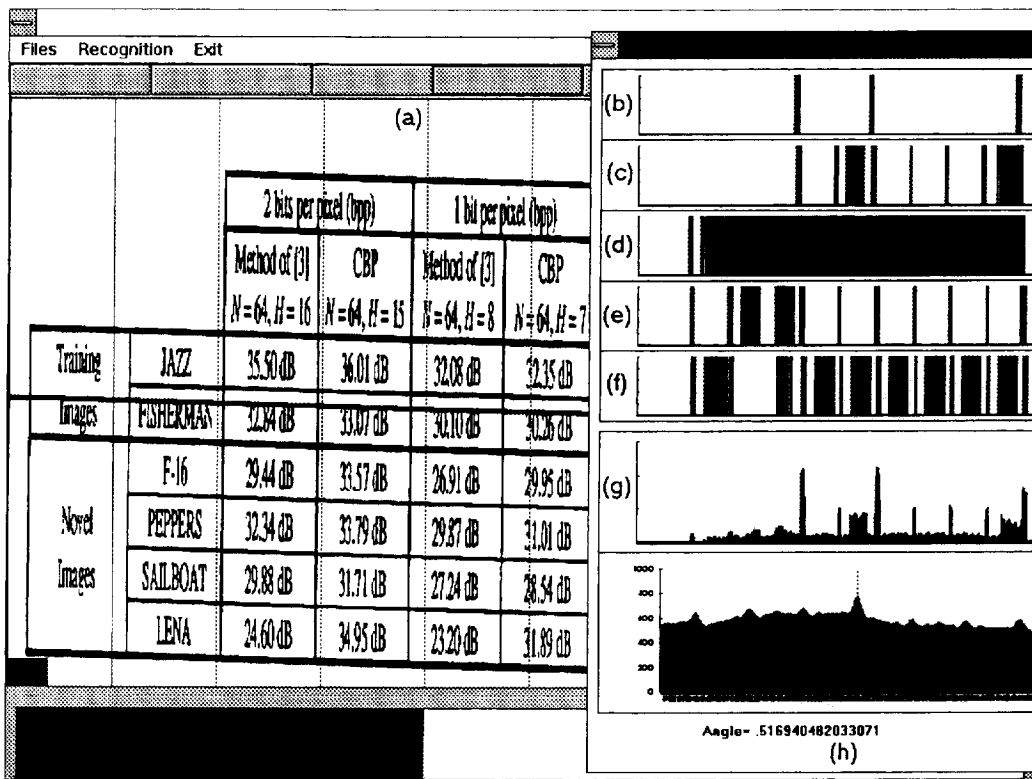 Files Recognition Exit
(a)
2 bits per pixel (bpp) 1 bit per pixel (bpp)
Method of [3] CBP Method of [3] CBP
N = 64, H = 16 N = 64, H = 15 N = 64, H = 8 N = 64, H = 7
Training JAZZ 35.50 dB 36.01 dB 32.08 dB 32.35 dB
Images FISHERMAN 32.84 dB 33.07 dB 30.10 dB 30.26 dB
F-16 29.44 dB 33.57 dB 26.91 dB 29.95 dB
Novel PEPPERS 32.34 dB 33.79 dB 29.87 dB 31.01 dB
Images SAILBOAT 29.88 dB 31.71 dB 27.24 dB 28.54 dB
LENA 24.60 dB 34.95 dB 23.20 dB 31.89 dB
(b)
(c)
(d)
(e)
(f)
(g)
1000
800
600
400
200
0
Angle= .516940482033071
(h)